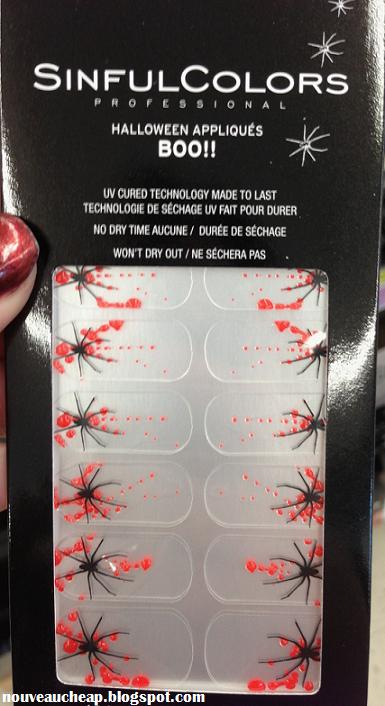 SINFULCOLORS
PROFESSIONAL
HALLOWEEN APPLIQUÉS
BOO!!
UV CURED TECHNOLOGY MADE TO LAST
TECHNOLOGIE DE SÉCHAGE UV FAIT POUR DURER
NO DRY TIME AUCUNE / DURÉE DE SÉCHAGE
WON'T DRY OUT / NE SÉCHERA PAS
nouveaucheap.blogspot.com